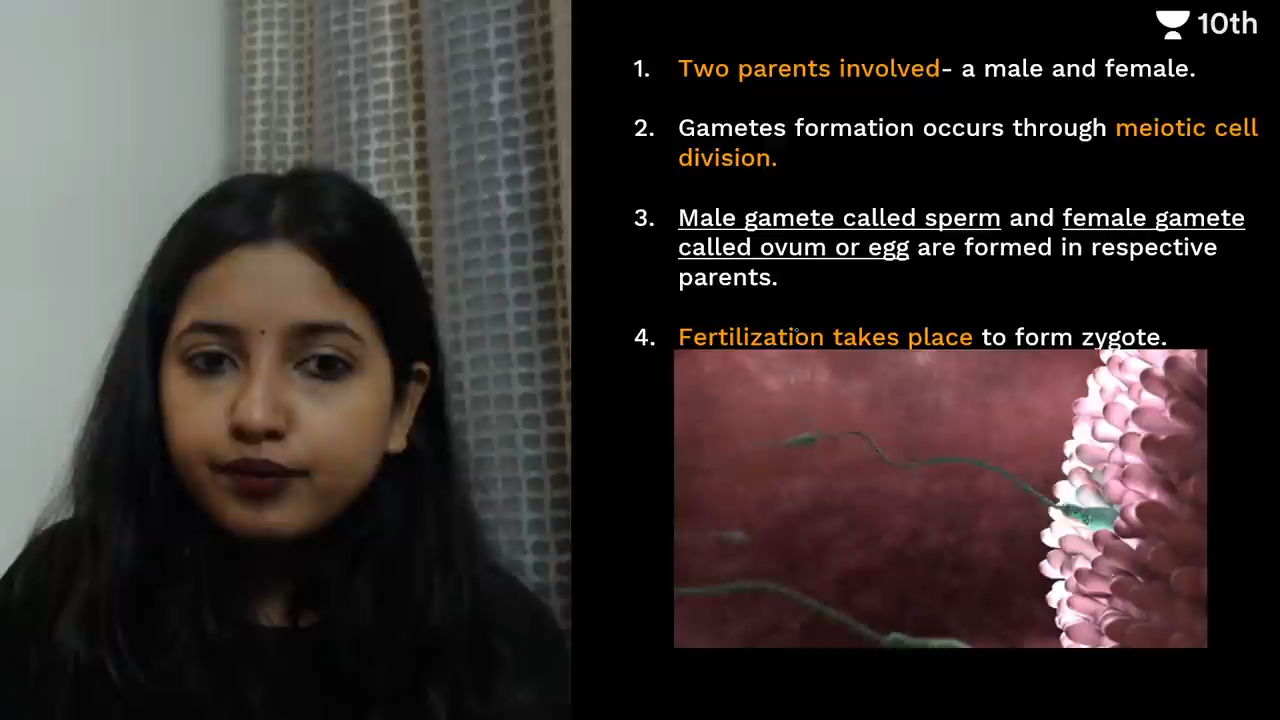 10th
1. Two parents involved- a male and female.
2. Gametes formation occurs through meiotic cell
division.
3. Male gamete called sperm and female gamete
called ovum or egg are formed in respective
parents.
4. Fertilization takes place to form zygote.